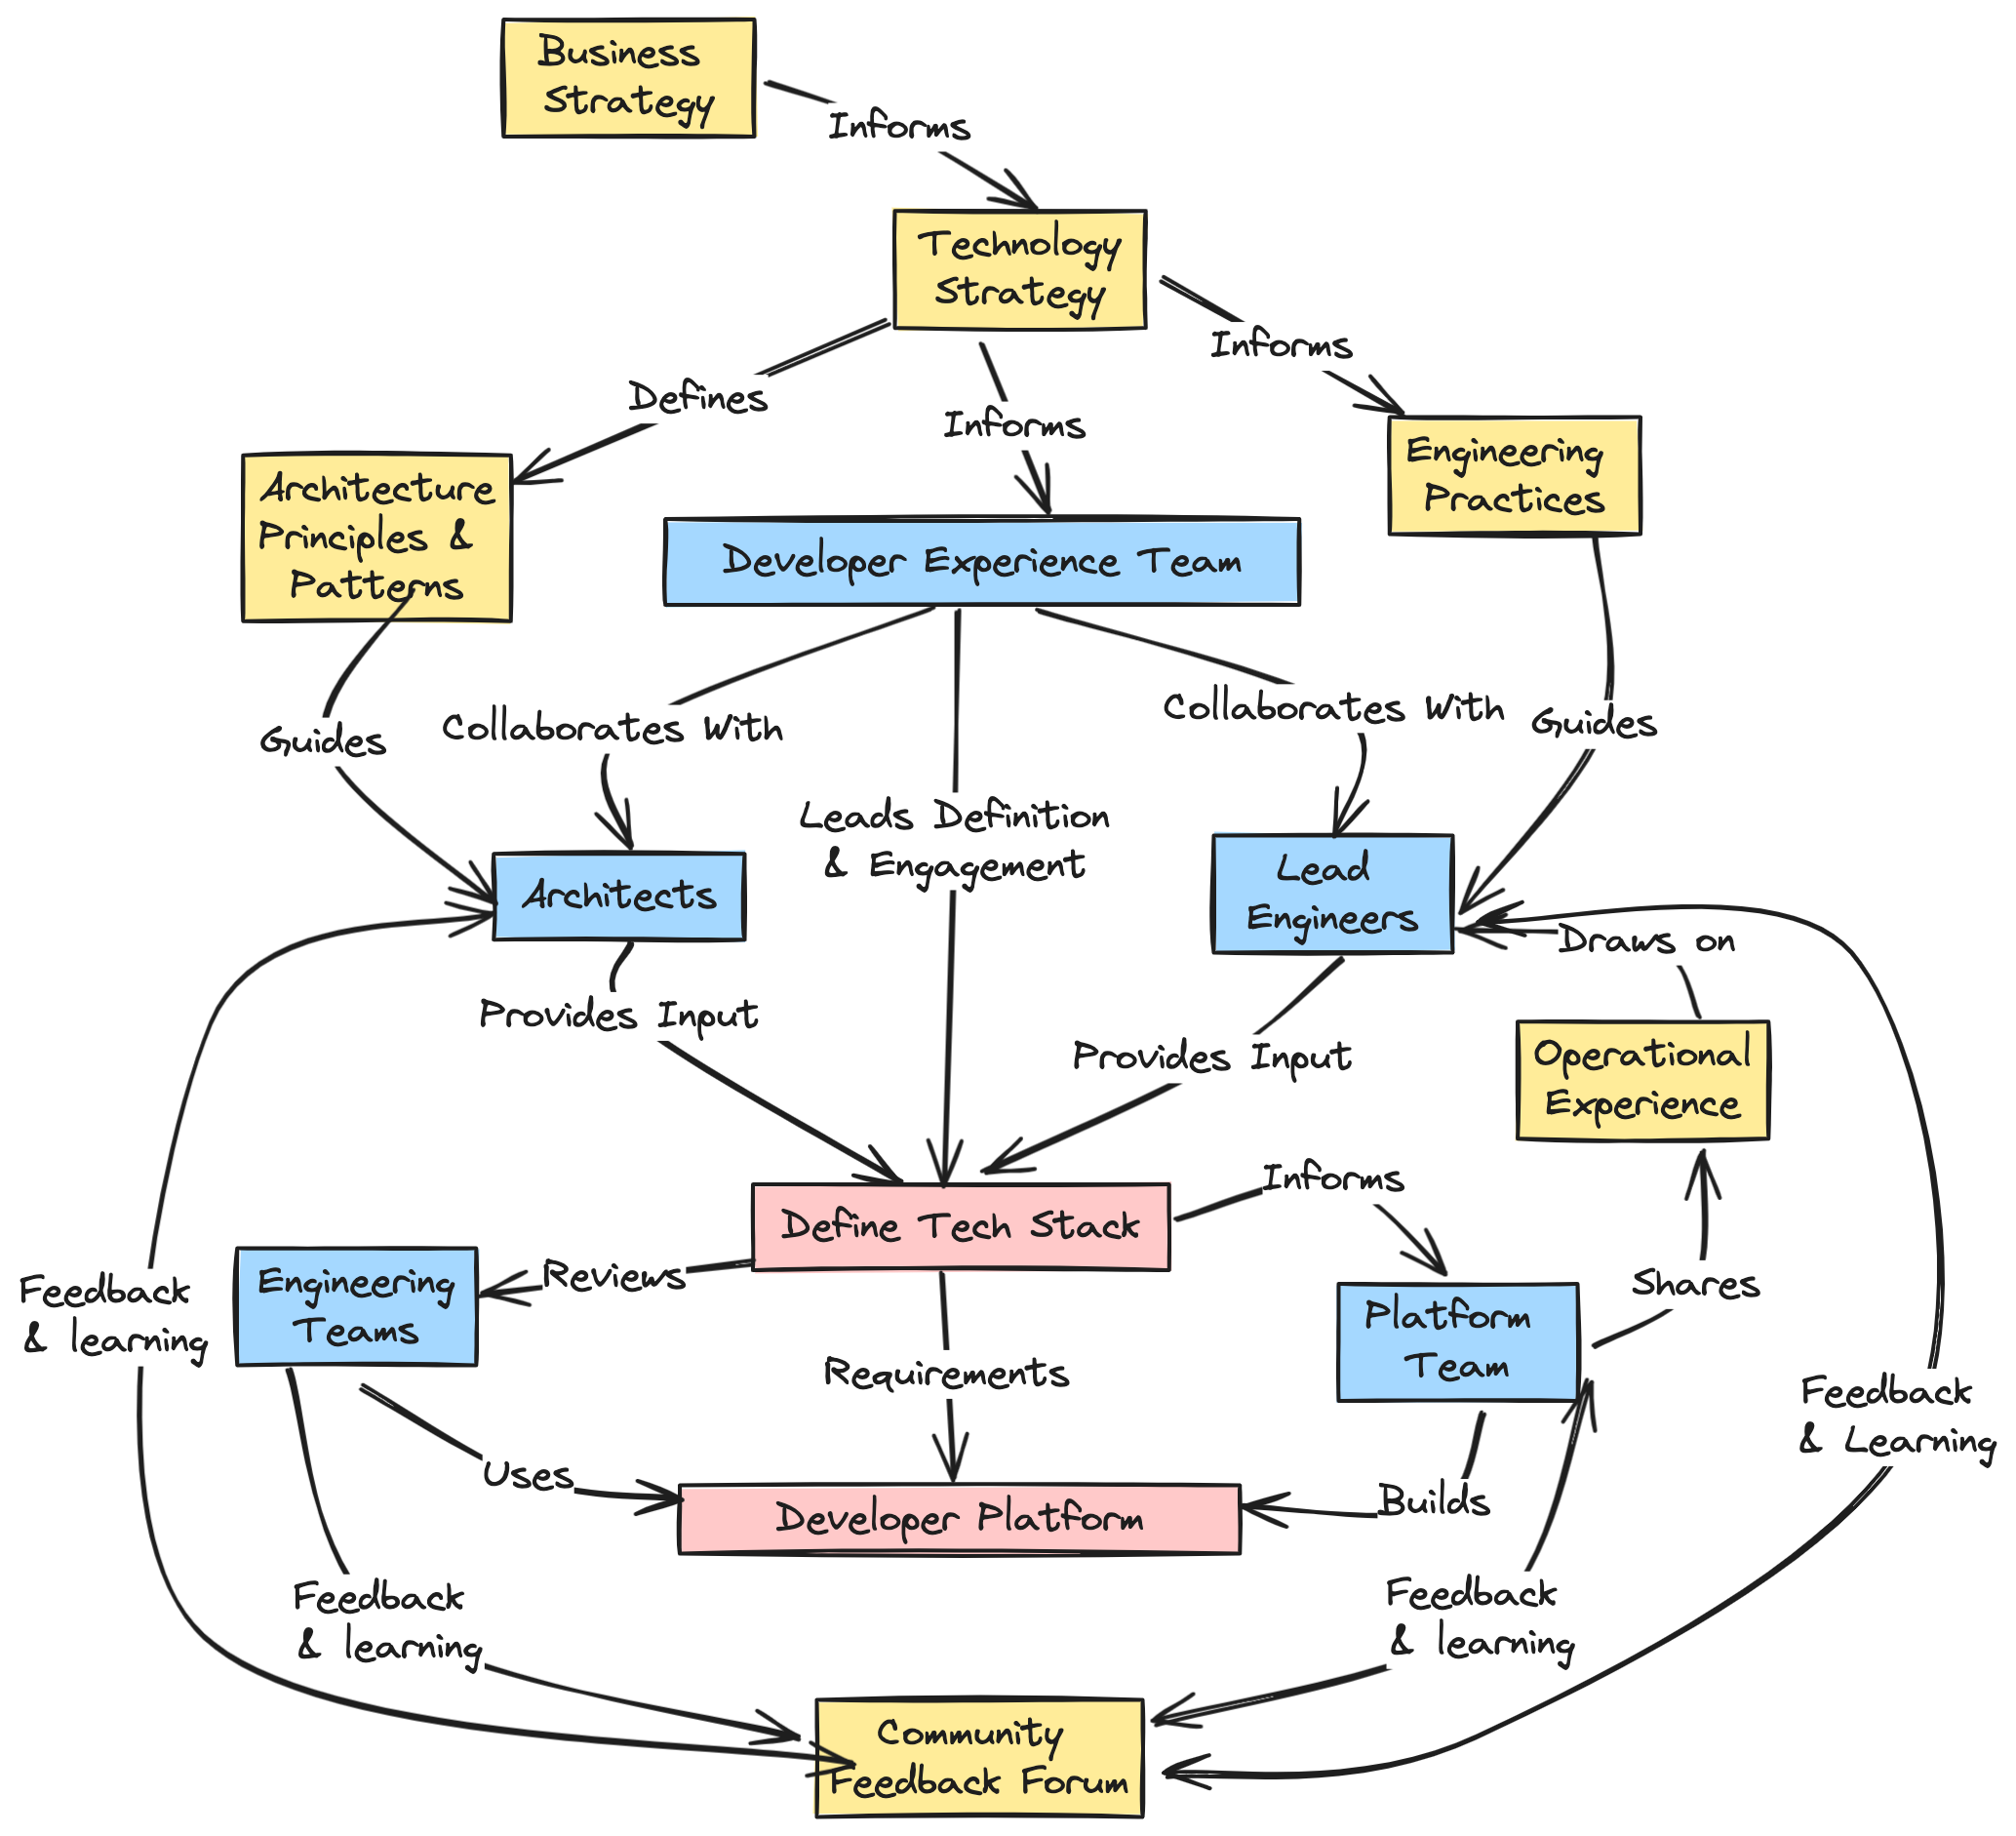 Business
Strategy
Informs
Technology
Strategy
Informs
Defines
Informs
Engineering
Practices
Architecture
Principles &
Patterns
Developer Experience Team
Guides
Collaborates with
Collaborates with
Guides
Leads Definition
& Engagement
Architects
Lead
Engineers
Draws on
Provides Input
Provides Input
Operational
Experience
Informs
Define Tech Stack
Reviews
Engineering
Teams
Feedback
& learning
Platform
Team
Shares
Requirements
Feedback
& Learning
Uses
Builds
Developer Platform
Feedback
& learning
Feedback
& learning
Community
Feedback Forum